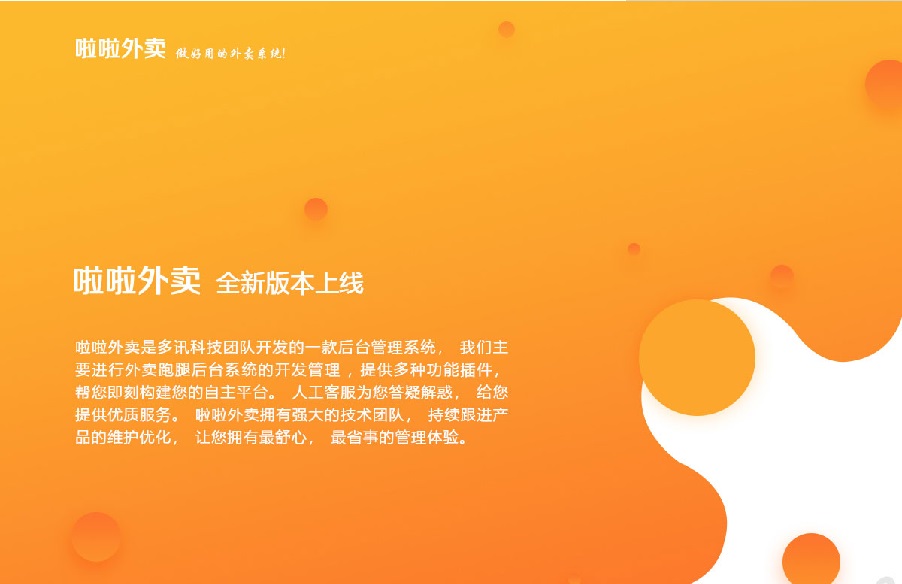 啦啦外卖 做好用的外卖系统!
啦啦外卖 全新版本上线
啦啦外卖是多讯科技团队开发的一款后台管理系统， 我们主
要进行外卖跑腿后台系统的开发管理 ，提供多种功能插件，
帮您即刻构建您的自主平台。 人工客服为您答疑解惑， 给您
提供优质服务。 啦啦外卖拥有强大的技术团队， 持续跟进产
品的维护优化， 让您拥有最舒心， 最省事的管理体验。